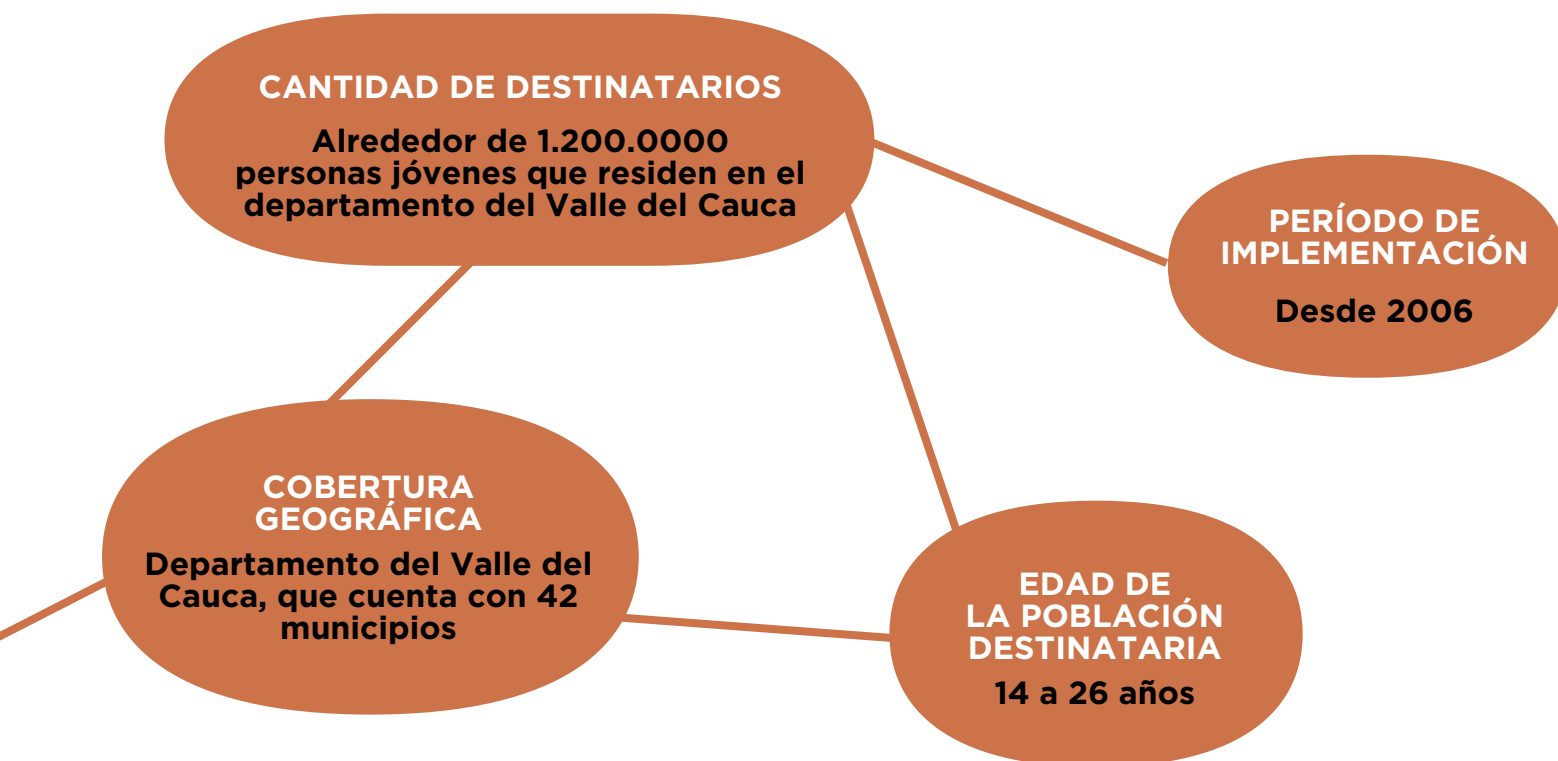 CANTIDAD DE DESTINATARIOS
Alrededor de 1.200.0000
personas jóvenes que residen en el
departamento del Valle del Cauca
PERÍODO DE
IMPLEMENTACIÓN
Desde 2006
COBERTURA
GEOGRÁFICA
Departamento del Valle del
Cauca, que cuenta con 42
municipios
EDAD DE
LA POBLACIÓN
DESTINATARIA
14 a 26 años